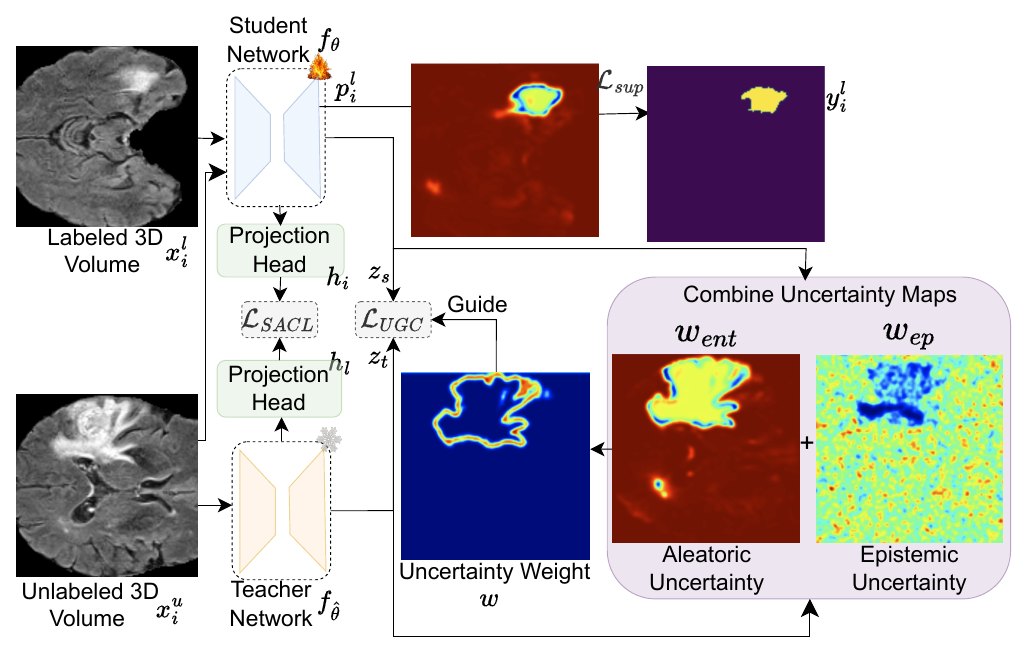 Student
Network
f_θ
p_i^l
ℒ_sup
y_i^l
Labeled 3D
Volume
x_i^l
Projection
Head
h_i
z_s
ℒ_SACL
ℒ_UGC
Guide
z_t
h_l
Projection
Head
Combine Uncertainty Maps
w_ent
w_ep
+
Aleatoric
Uncertainty
Epistemic
Uncertainty
Uncertainty Weight
w
Unlabeled 3D
Volume
x_i^u
Teacher
Network
f_θ̂